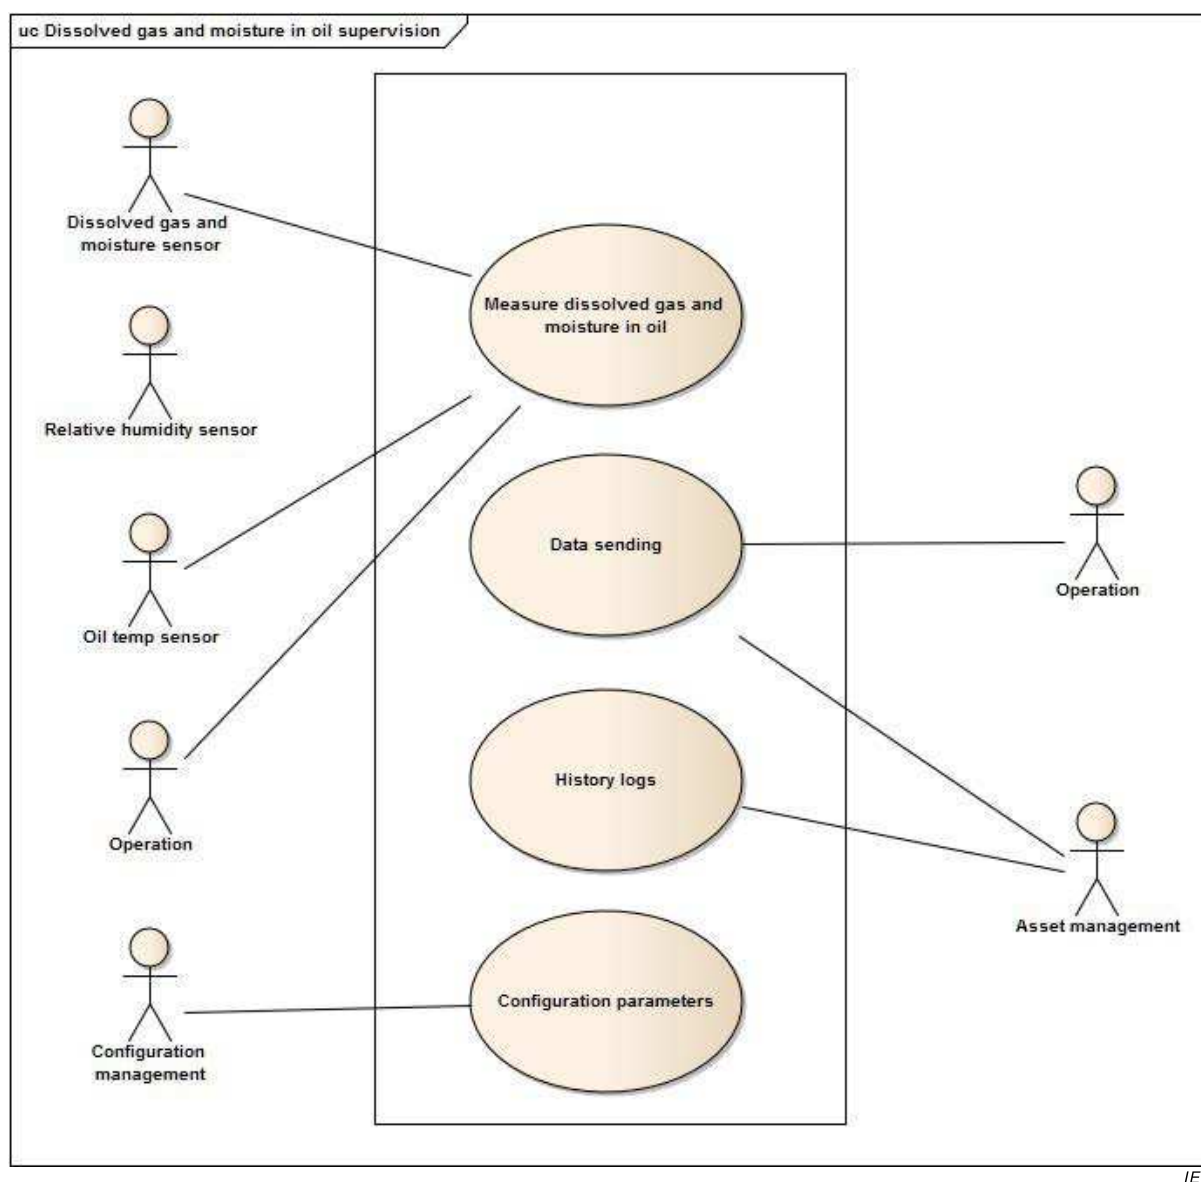 uc Dissolved gas and moisture in oil supervision
Dissolved gas and
moisture sensor
Measure dissolved gas and
moisture in oil
Relative humidity sensor
Data sending
Operation
Oil temp sensor
History logs
Operation
Asset management
Configuration parameters
Configuration
management
IE